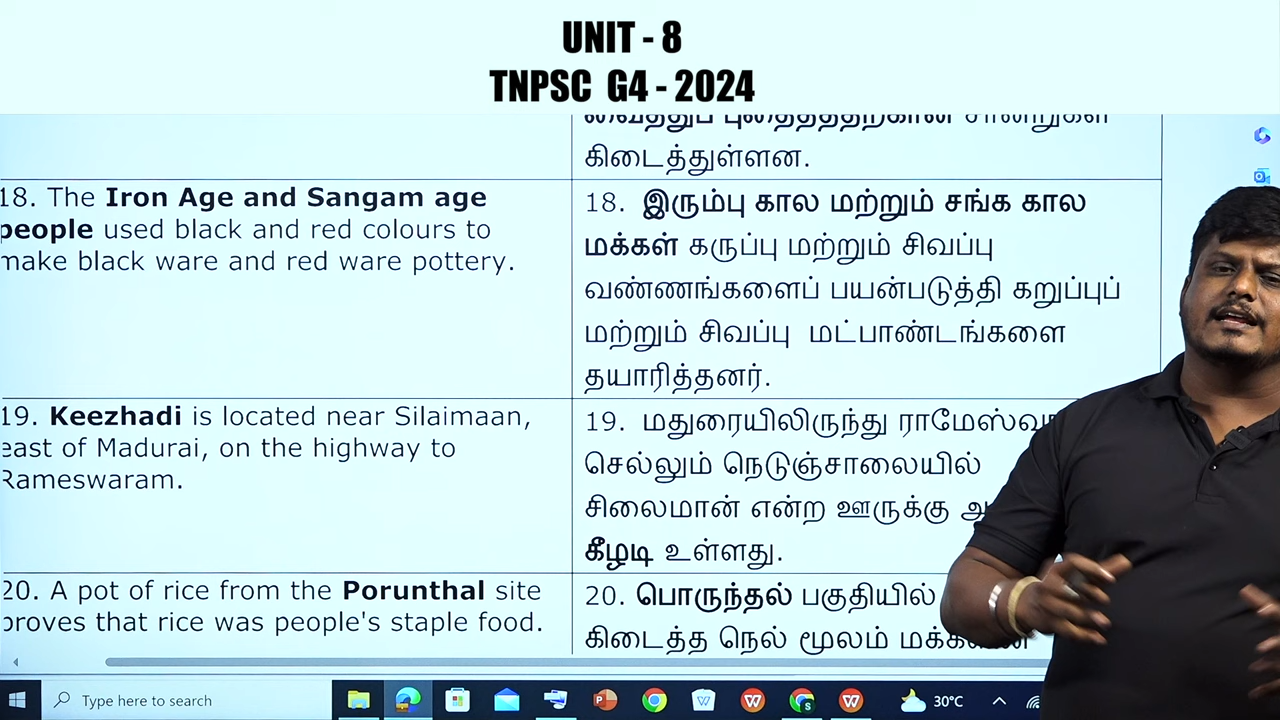 UNIT - 8
TNPSC G4 - 2024
கிடைத்துள்ளன.
18. The Iron Age and Sangam age
people used black and red colours to
make black ware and red ware pottery.
18. இரும்பு கால மற்றும் சங்க கால
மக்கள் கருப்பு மற்றும் சிவப்பு
வண்ணங்களைப் பயன்படுத்தி கறுப்புப்
மற்றும் சிவப்பு மட்பாண்டங்களை
தயாரித்தனர்.
19. Keezhadi is located near Silaimaan,
east of Madurai, on the highway to
Rameswaram.
19. மதுரையிலிருந்து
செல்லும் நெடுஞ்சாலையில்
சிலைமான் என்ற ஊருக்கு
கீழடி உள்ளது.
20. A pot of rice from the Porunthal site
proves that rice was people's staple food.
20. பொருந்தல் பகுதியில்
கிடைத்த நெல் மூலம்
Type here to search
30°C